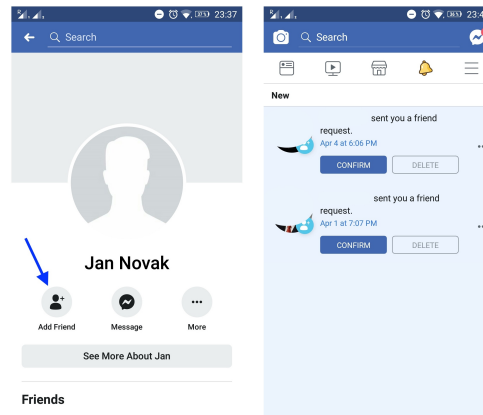 23:37
Search
Jan Novak
Add Friend
Message
More
See More About Jan
Friends
Search
New
sent you a friend
request.
Apr 4 at 6:06 PM
CONFIRM
DELETE
sent you a friend
request.
Apr 1 at 7:07 PM
CONFIRM
DELETE